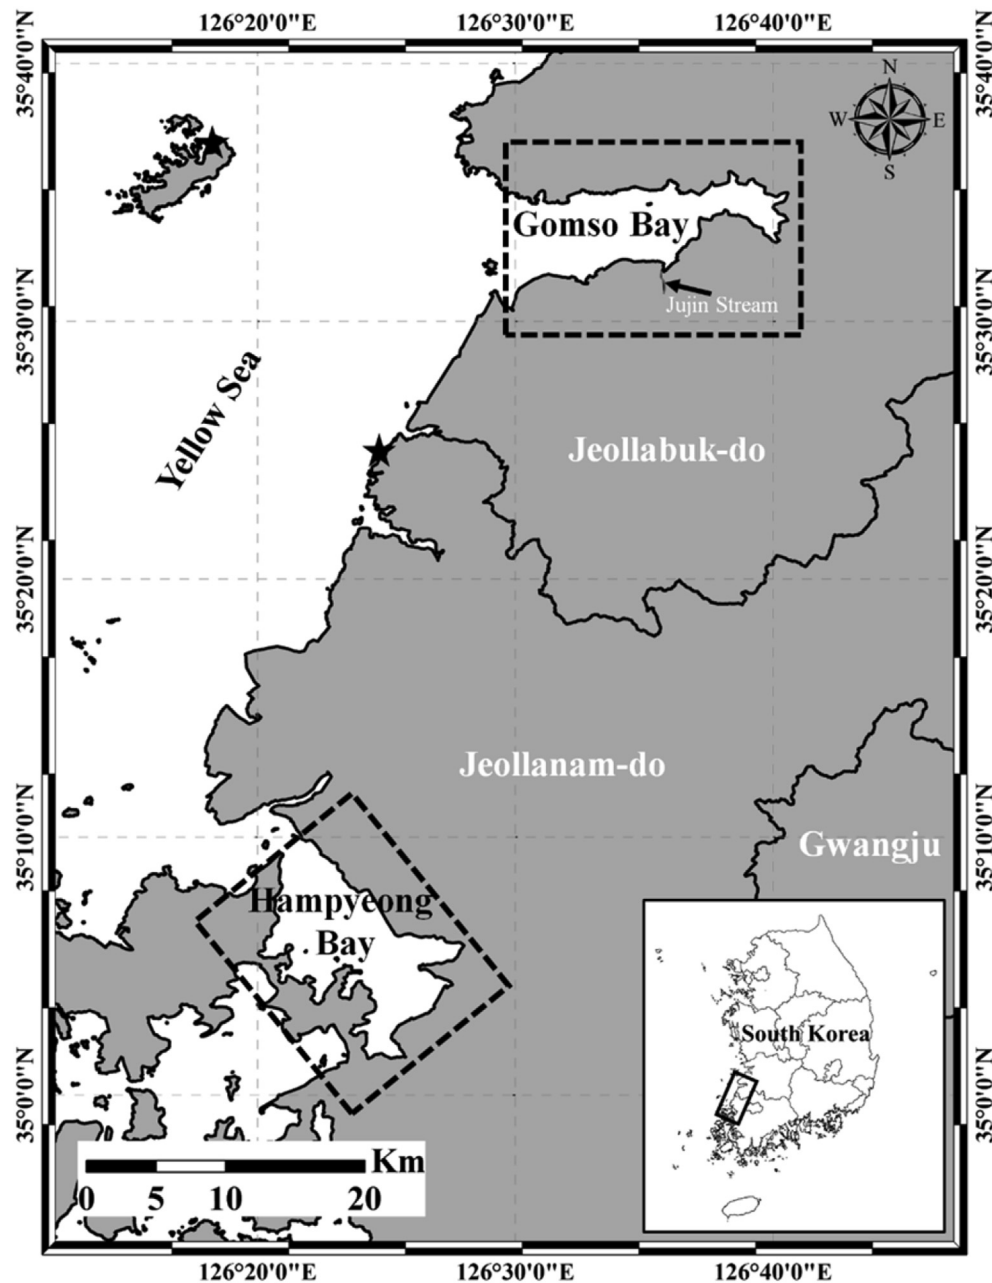 126°20'0"E 126°30'0"E 126°40'0"E
35°40'0"N 35°40'0"N
N
W E
S
Gomso Bay
Jujin Stream
35°30'0"N 35°30'0"N
Yellow Sea
Jeollabuk-do
35°20'0"N 35°20'0"N
Jeollanam-do
35°10'0"N 35°10'0"N
Gwangju
Hampyeong
Bay
South Korea
35°0'0"N 35°0'0"N
Km
0 5 10 20
126°20'0"E 126°30'0"E 126°40'0"E